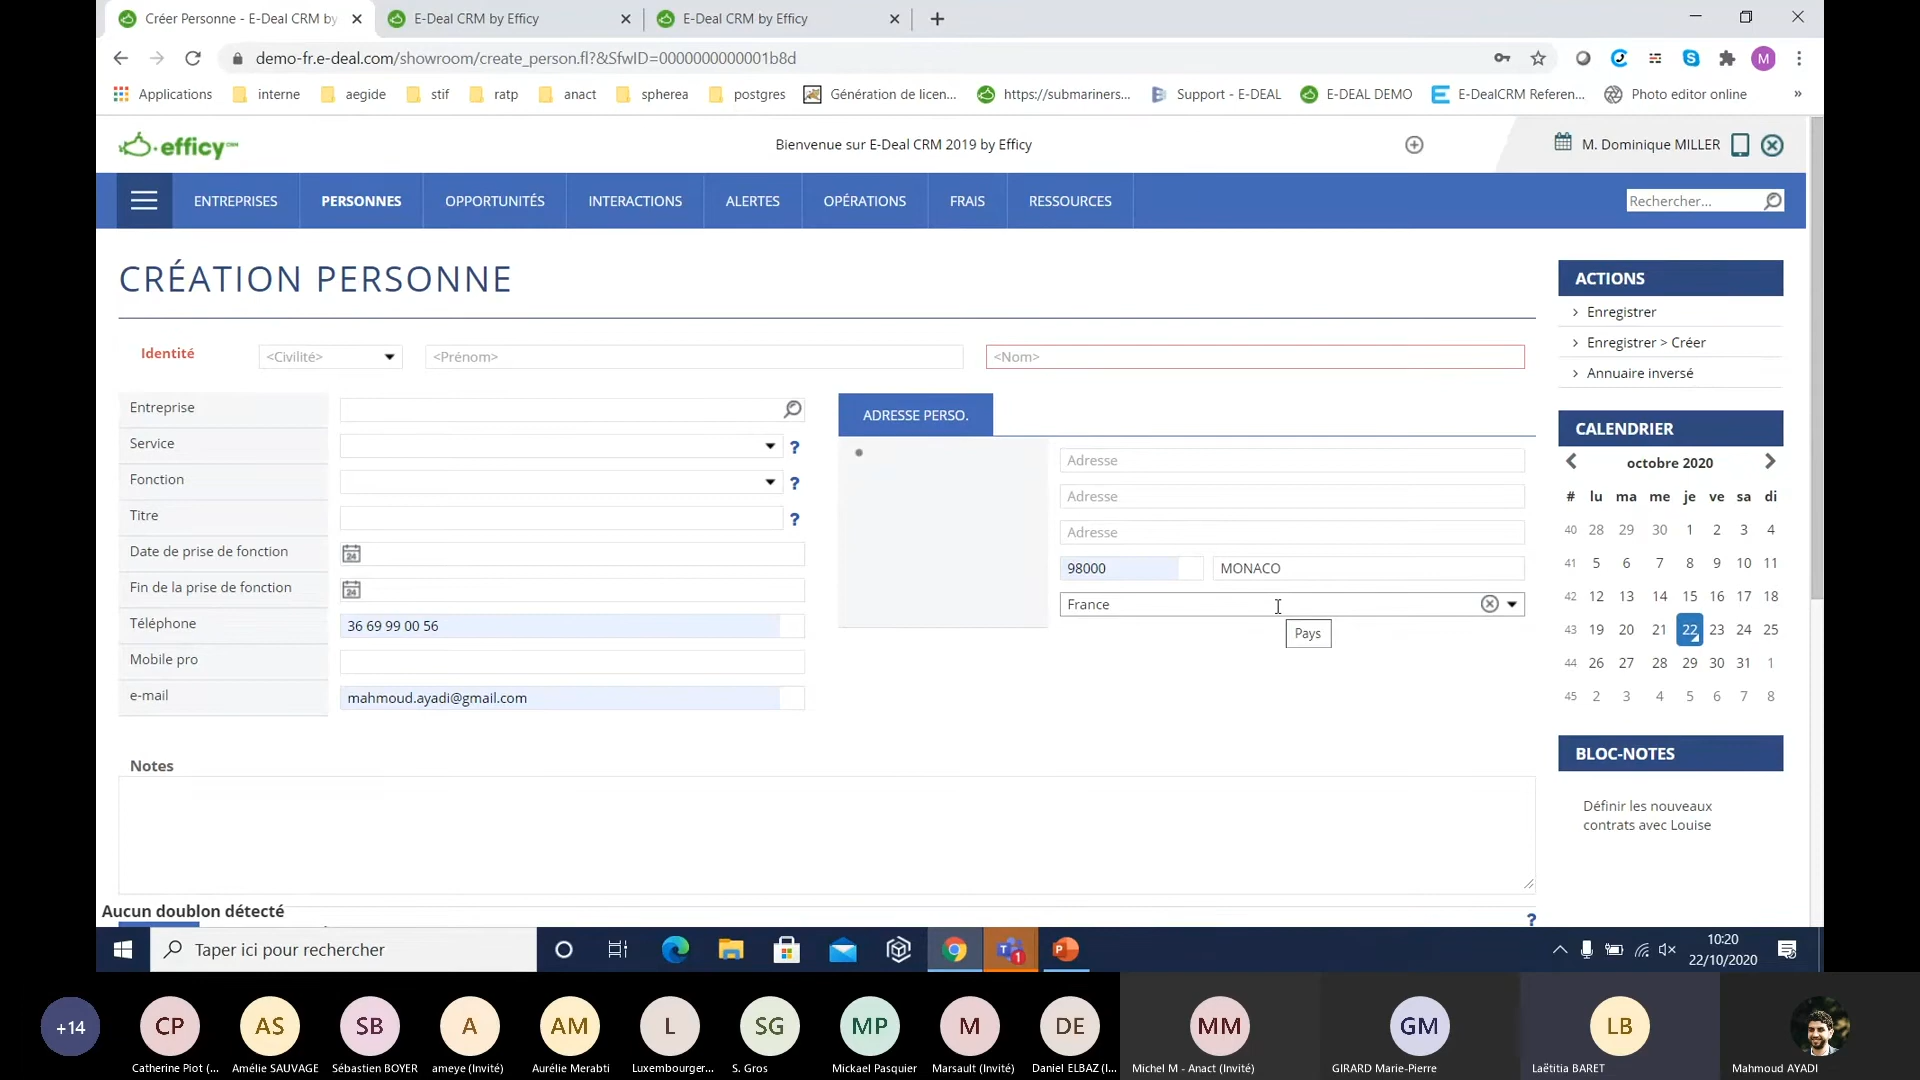 Créer Personne - E-Deal CRM by
E-Deal CRM by Efficy
E-Deal CRM by Efficy
demo-fr.e-deal.com/showroom/create_person.fl?&SfwID=0000000000001b8d
M
Applications
interne
aegide
stif
ratp
anact
spherea
postgres
Génération de licen...
https://submariners...
Support - E-DEAL
E-DEAL DEMO
E-DealCRM Referen...
Photo editor online
»
efficy CRM
Bienvenue sur E-Deal CRM 2019 by Efficy
M. Dominique MILLER
ENTREPRISES
PERSONNES
OPPORTUNITÉS
INTERACTIONS
ALERTES
OPÉRATIONS
FRAIS
RESSOURCES
Rechercher...
CRÉATION PERSONNE
Identité
<Civilité>
<Prénom>
<Nom>
Entreprise
Service
?
Fonction
?
Titre
?
Date de prise de fonction
24
Fin de la prise de fonction
24
Téléphone
36 69 99 00 56
Mobile pro
e-mail
mahmoud.ayadi@gmail.com
ADRESSE PERSO.
Adresse
Adresse
Adresse
98000
MONACO
France
Pays
Notes
Aucun doublon détecté
?
ACTIONS
Enregistrer
Enregistrer > Créer
Annuaire inversé
CALENDRIER
octobre 2020
# lu ma me je ve sa di
40 28 29 30 1 2 3 4
41 5 6 7 8 9 10 11
42 12 13 14 15 16 17 18
43 19 20 21 22 23 24 25
44 26 27 28 29 30 31 1
45 2 3 4 5 6 7 8
BLOC-NOTES
Définir les nouveaux
contrats avec Louise
Taper ici pour rechercher
1
10:20
22/10/2020
+14
CP
AS
SB
A
AM
L
SG
MP
M
DE
MM
GM
LB
Catherine Piot (...
Amélie SAUVAGE
Sébastien BOYER
ameye (Invité)
Aurélie Merabti
Luxembourger...
S. Gros
Mickael Pasquier
Marsault (Invité)
Daniel ELBAZ (I...
Michel M - Anact (Invité)
GIRARD Marie-Pierre
Laëtitia BARET
Mahmoud AYADI